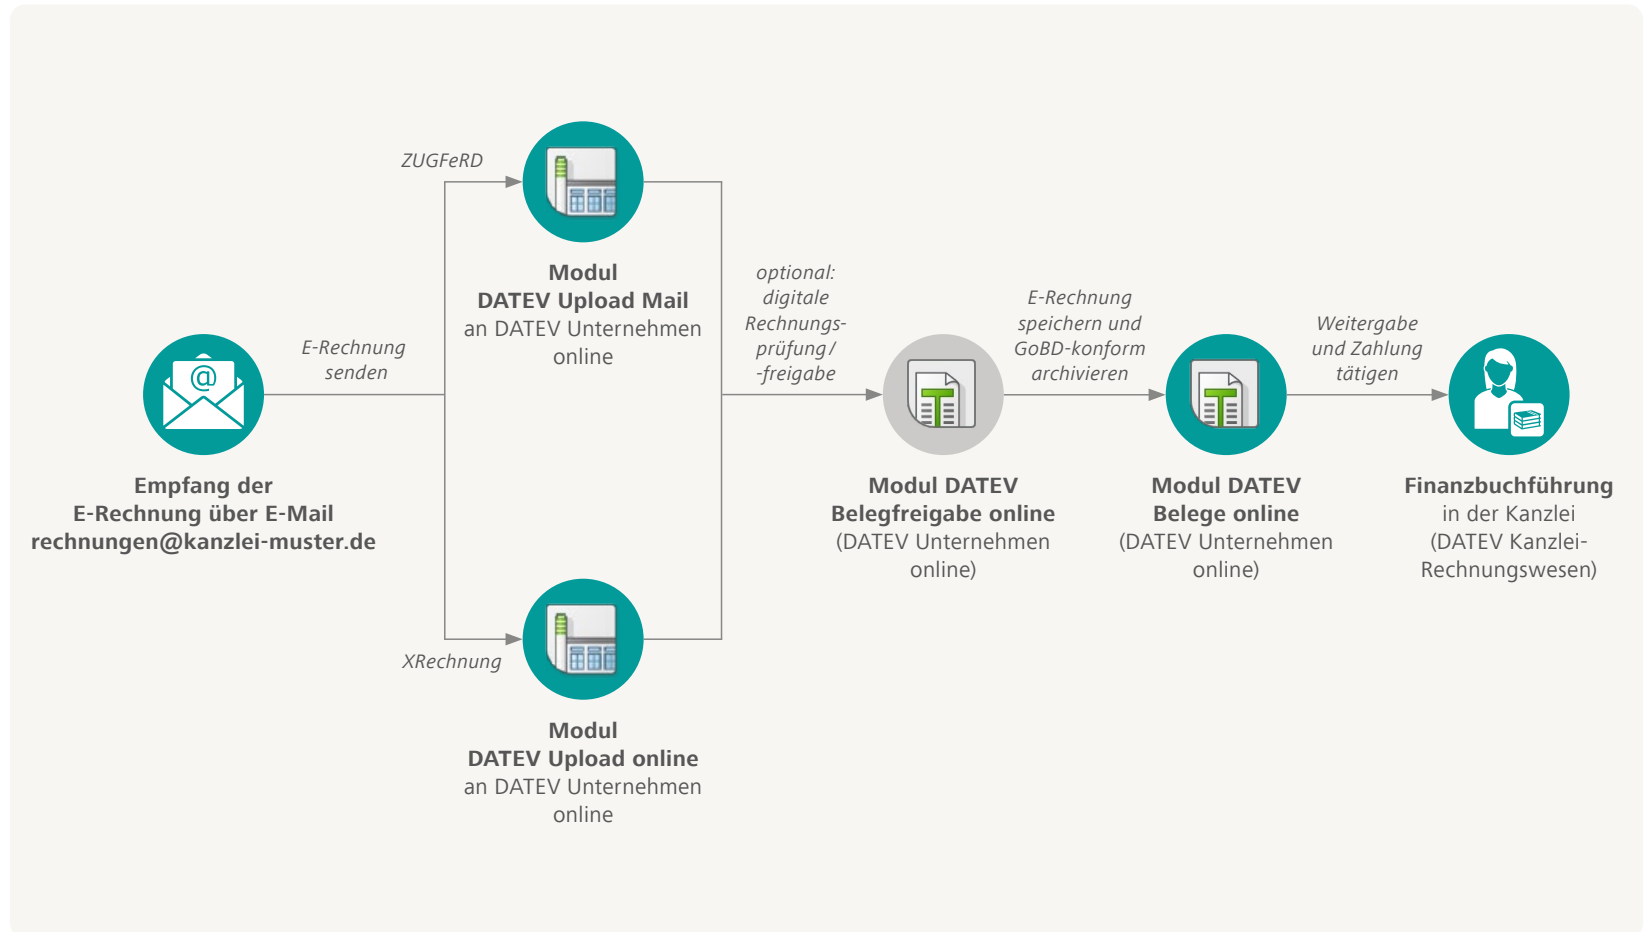 ZUGFeRD
Modul
DATEV Upload Mail
an DATEV Unternehmen
online
E-Rechnung
senden
@
Empfang der
E-Rechnung über E-Mail
rechnungen@kanzlei-muster.de
XRechnung
Modul
DATEV Upload online
an DATEV Unternehmen
online
optional:
digitale
Rechnungs-
prüfung /
-freigabe
Modul DATEV
Belegfreigabe online
(DATEV Unternehmen
online)
E-Rechnung
speichern und
GoBD-konform
archivieren
Modul DATEV
Belege online
(DATEV Unternehmen
online)
Weitergabe
und Zahlung
tätigen
Finanzbuchführung
in der Kanzlei
(DATEV Kanzlei-
Rechnungswesen)